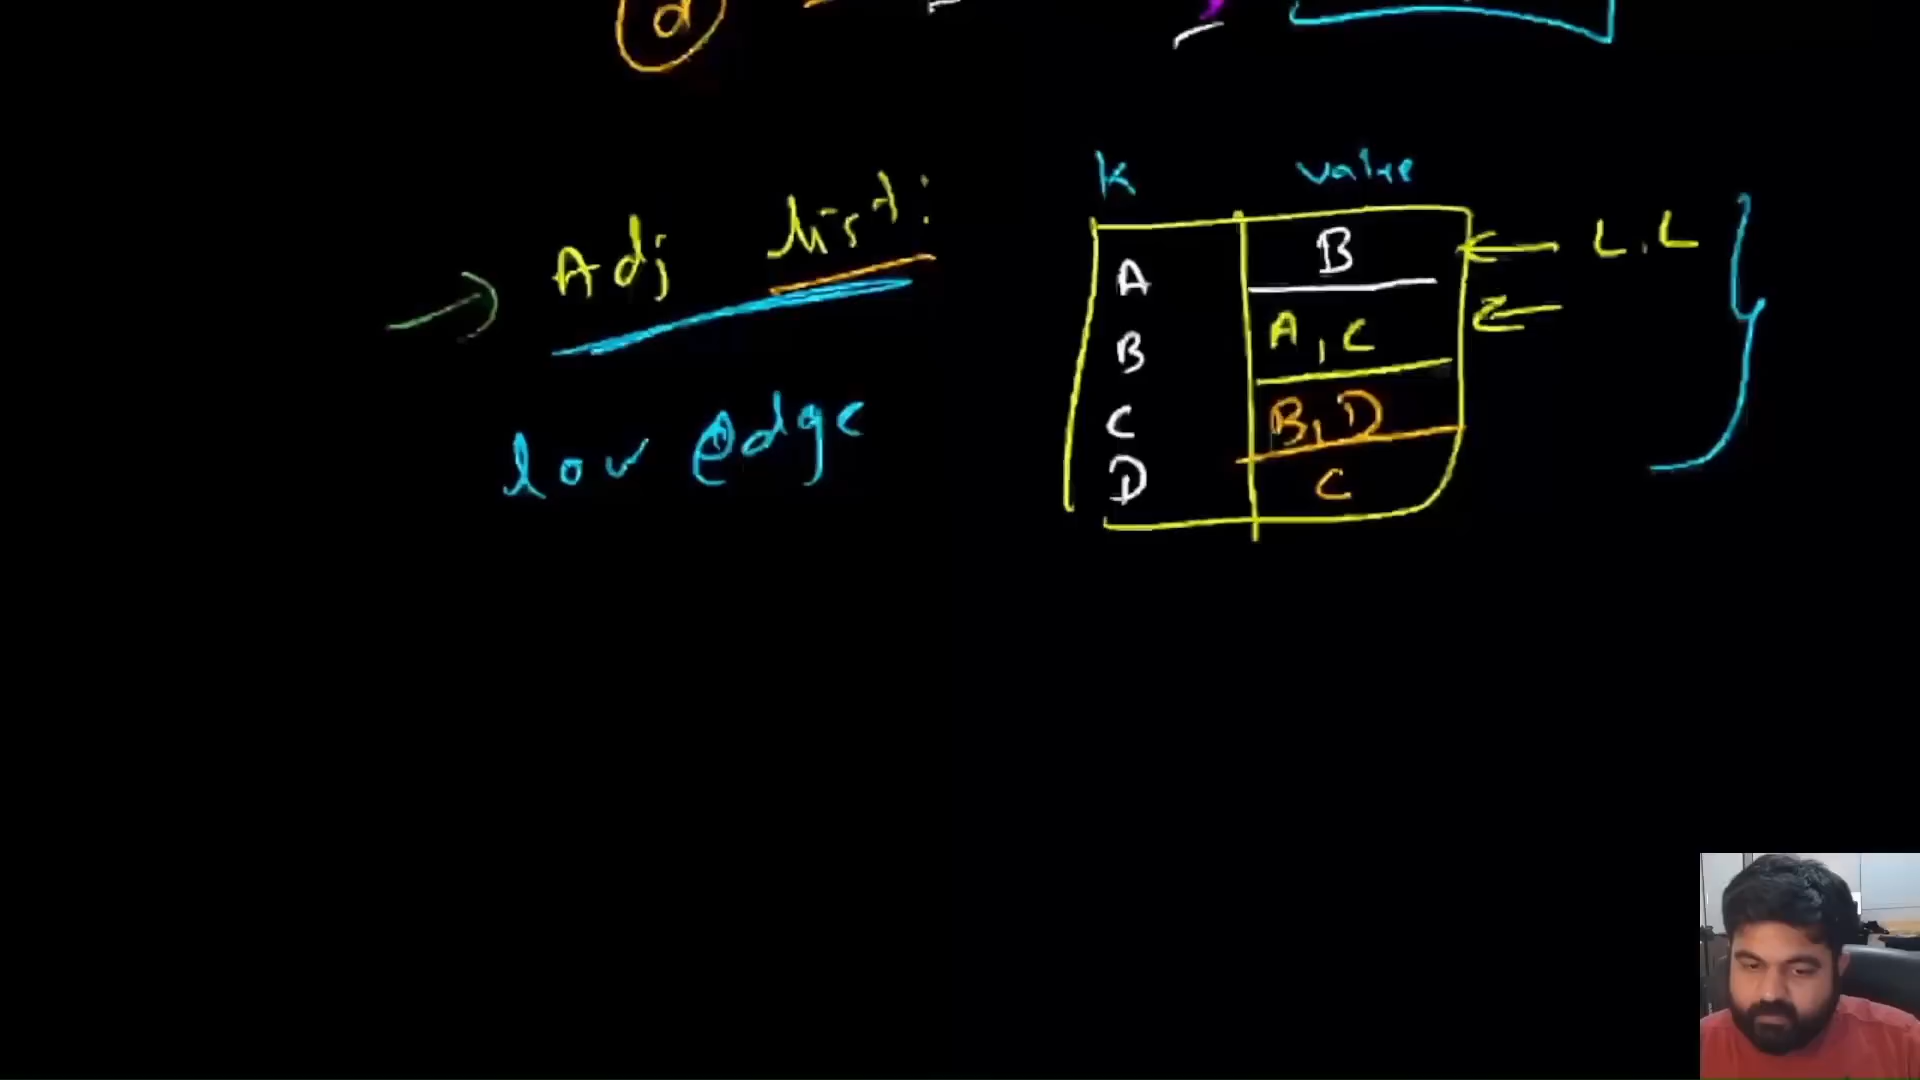 d
Adj list:
low edge
K value
A B L.L
B A, C
C B, D
D C